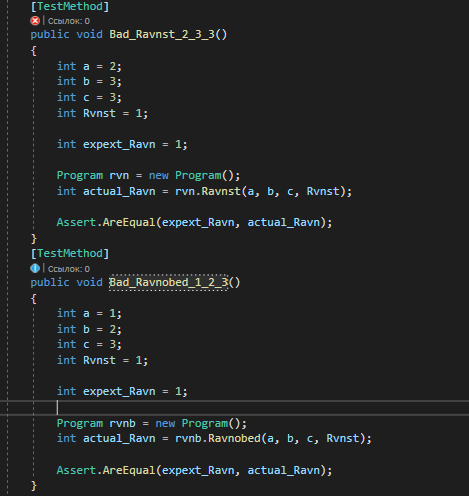 [TestMethod]
| Ссылок: 0
public void Bad_Ravnst_2_3_3()
{
int a = 2;
int b = 3;
int c = 3;
int Rvnst = 1;
int expext_Ravn = 1;
Program rvn = new Program();
int actual_Ravn = rvn.Ravnst(a, b, c, Rvnst);
Assert.AreEqual(expext_Ravn, actual_Ravn);
}
[TestMethod]
| Ссылок: 0
public void Bad_Ravnobed_1_2_3()
{
int a = 1;
int b = 2;
int c = 3;
int Rvnst = 1;
int expext_Ravn = 1;
Program rvnb = new Program();
int actual_Ravn = rvnb.Ravnobed(a, b, c, Rvnst);
Assert.AreEqual(expext_Ravn, actual_Ravn);
}